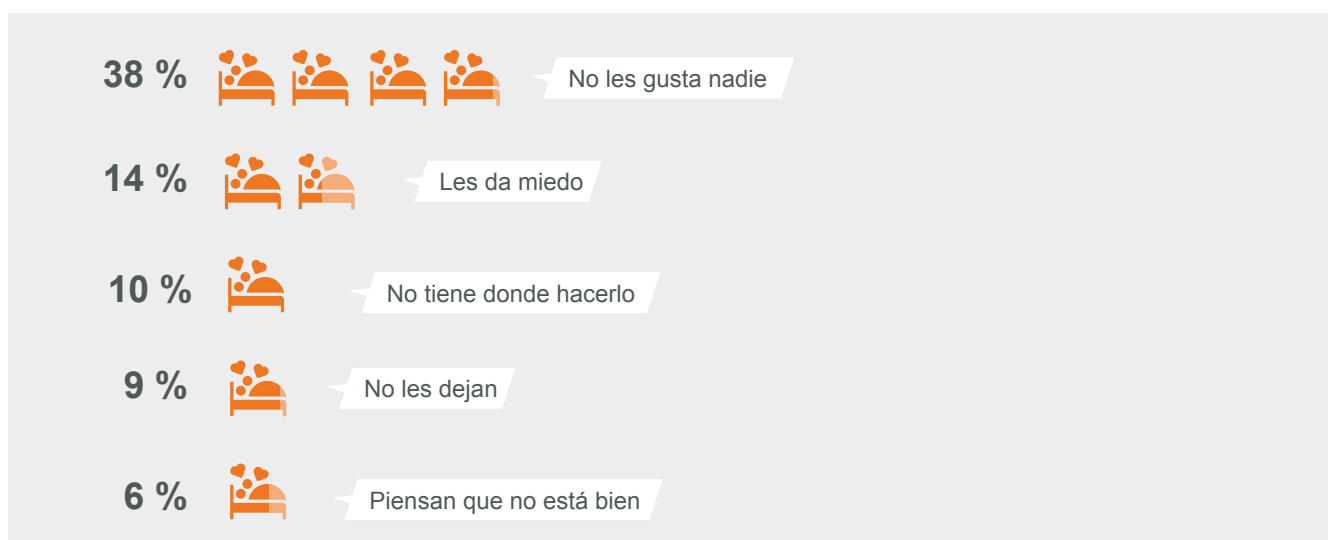 38 % No les gusta nadie
14 % Les da miedo
10 % No tiene donde hacerlo
9 % No les dejan
6 % Piensan que no está bien